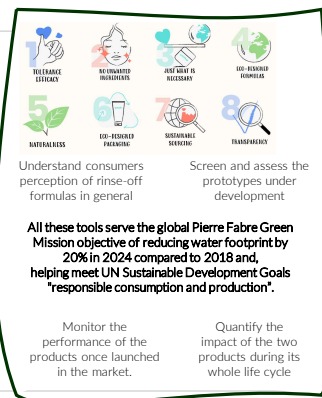 1
TOLERANCE
EFFICACY
2
NO UNWANTED
INGREDIENTS
3
JUST WHAT IS
NECESSARY
4
ECO-DESIGNED
FORMULAS
5
NATURALNESS
6
ECO-DESIGNED
PACKAGING
7
SUSTAINABLE
SOURCING
8
TRANSPARENCY
Understand consumers
perception of rinse-off
formulas in general
Screen and assess the
prototypes under
development
All these tools serve the global Pierre Fabre Green
Mission objective of reducing water footprint by
20% in 2024 compared to 2018 and,
helping meet UN Sustainable Development Goals
"responsible consumption and production”.
Monitor the
performance of the
products once launched
in the market.
Quantify the
impact of the two
products during its
whole life cycle